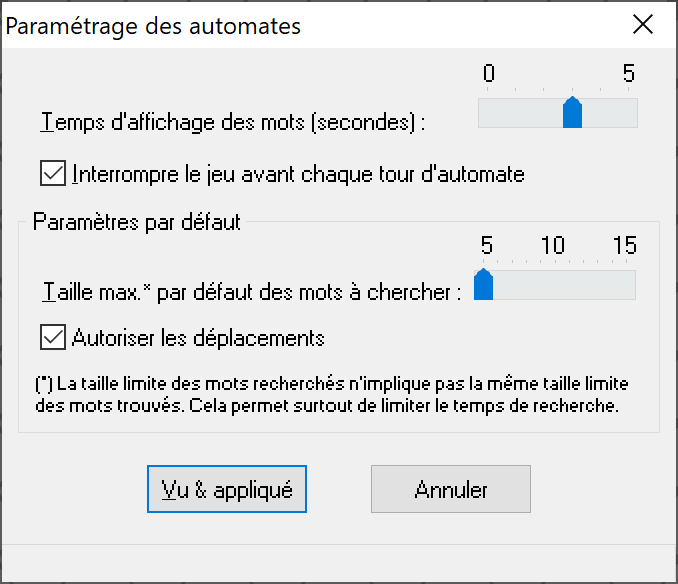 Paramétrage des automates
0 5
Temps d'affichage des mots (secondes) :
Interrompre le jeu avant chaque tour d'automate
Paramètres par défaut
5 10 15
Taille max.* par défaut des mots à chercher :
Autoriser les déplacements
(*) La taille limite des mots recherchés n'implique pas la même taille limite
des mots trouvés. Cela permet surtout de limiter le temps de recherche.
Vu & appliqué Annuler